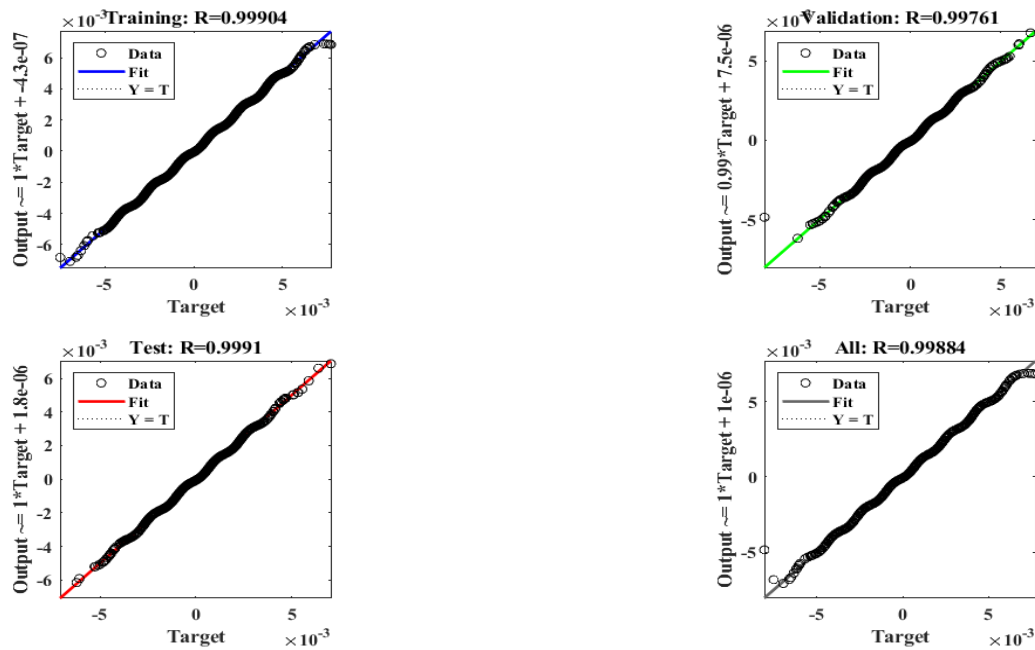 ×10⁻³ Training: R=0.99904
Output ~= 1*Target + -4.3e-07
6
4
2
0
-2
-4
-6
Data
Fit
Y = T
-5
0
5
Target
×10⁻³
×10⁻³ Validation: R=0.99761
Output ~= 0.99*Target + 7.5e-06
5
0
-5
Data
Fit
Y = T
-5
0
5
Target
×10⁻³
×10⁻³ Test: R=0.9991
Output ~= 1*Target + 1.8e-06
6
4
2
0
-2
-4
-6
Data
Fit
Y = T
-5
0
5
Target
×10⁻³
×10⁻³ All: R=0.99884
Output ~= 1*Target + 1e-06
5
0
-5
Data
Fit
Y = T
-5
0
5
Target
×10⁻³